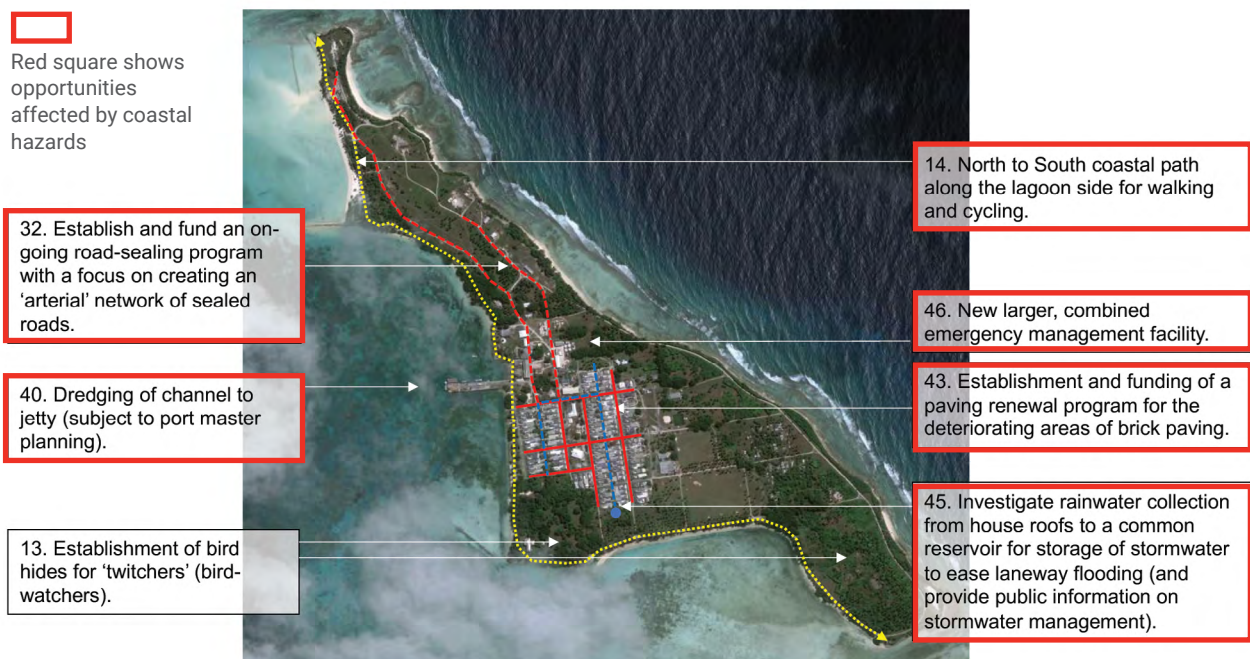 Red square shows
opportunities
affected by coastal
hazards
32. Establish and fund an on-
going road-sealing program
with a focus on creating an
‘arterial’ network of sealed
roads.
40. Dredging of channel to
jetty (subject to port master
planning).
13. Establishment of bird
hides for ‘twitchers’ (bird-
watchers).
14. North to South coastal path
along the lagoon side for walking
and cycling.
46. New larger, combined
emergency management facility.
43. Establishment and funding of a
paving renewal program for the
deteriorating areas of brick paving.
45. Investigate rainwater collection
from house roofs to a common
reservoir for storage of stormwater
to ease laneway flooding (and
provide public information on
stormwater management).